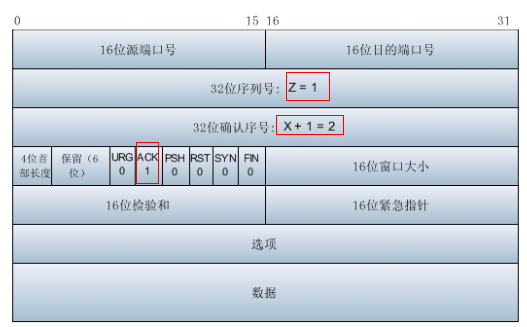 0 15 16 31
16位源端口号 16位目的端口号
32位序列号: Z = 1
32位确认序号: X + 1 = 2
4位首部长度 保留（6位） URG 0 ACK 1 PSH 0 RST 0 SYN 0 FIN 0 16位窗口大小
16位检验和 16位紧急指针
选项
数据